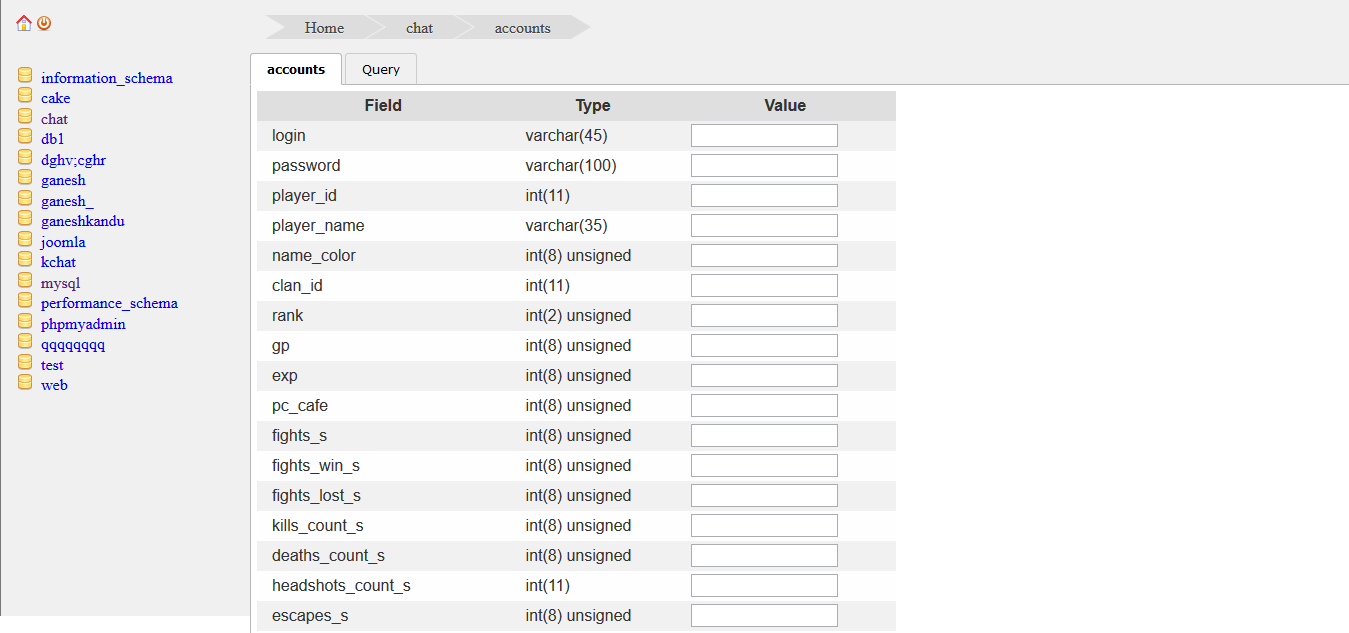 Home chat accounts
information_schema
cake
chat
db1
dghv;cghr
ganesh
ganesh_
ganeshkandu
joomla
kchat
mysql
performance_schema
phpmyadmin
qqqqqqqq
test
web
accounts Query
Field Type Value
login varchar(45)
password varchar(100)
player_id int(11)
player_name varchar(35)
name_color int(8) unsigned
clan_id int(11)
rank int(2) unsigned
gp int(8) unsigned
exp int(8) unsigned
pc_cafe int(8) unsigned
fights_s int(8) unsigned
fights_win_s int(8) unsigned
fights_lost_s int(8) unsigned
kills_count_s int(8) unsigned
deaths_count_s int(8) unsigned
headshots_count_s int(11)
escapes_s int(8) unsigned